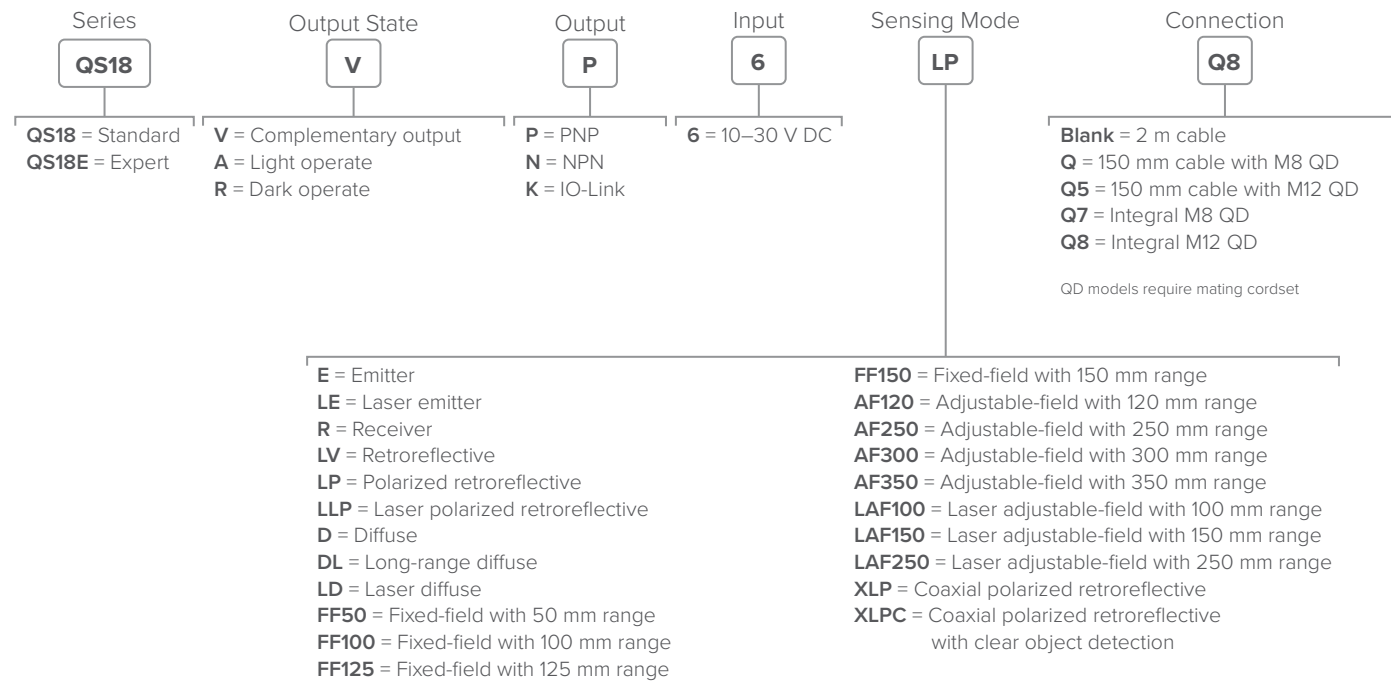 Series
QS18
QS18 = Standard
QS18E = Expert
Output State
V
V = Complementary output
A = Light operate
R = Dark operate
Output
P
P = PNP
N = NPN
K = IO-Link
Input
6
6 = 10–30 V DC
Sensing Mode
LP
Connection
Q8
Blank = 2 m cable
Q = 150 mm cable with M8 QD
Q5 = 150 mm cable with M12 QD
Q7 = Integral M8 QD
Q8 = Integral M12 QD
QD models require mating cordset
E = Emitter
LE = Laser emitter
R = Receiver
LV = Retroreflective
LP = Polarized retroreflective
LLP = Laser polarized retroreflective
D = Diffuse
DL = Long-range diffuse
LD = Laser diffuse
FF50 = Fixed-field with 50 mm range
FF100 = Fixed-field with 100 mm range
FF125 = Fixed-field with 125 mm range
FF150 = Fixed-field with 150 mm range
AF120 = Adjustable-field with 120 mm range
AF250 = Adjustable-field with 250 mm range
AF300 = Adjustable-field with 300 mm range
AF350 = Adjustable-field with 350 mm range
LAF100 = Laser adjustable-field with 100 mm range
LAF150 = Laser adjustable-field with 150 mm range
LAF250 = Laser adjustable-field with 250 mm range
XLP = Coaxial polarized retroreflective
XLPC = Coaxial polarized retroreflective
with clear object detection